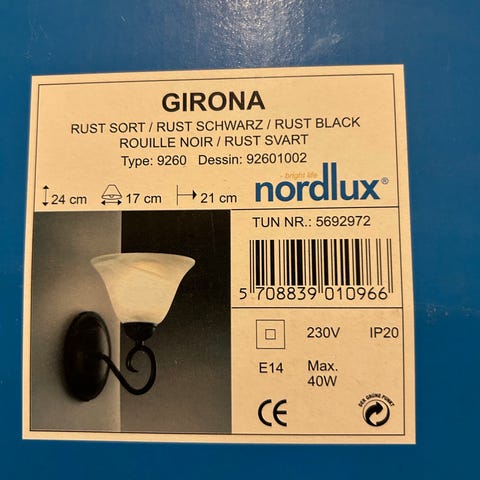 GIRONA
RUST SORT / RUST SCHWARZ / RUST BLACK
ROUILLE NOIR / RUST SVART
Type: 9260 Dessin: 92601002
24 cm 17 cm 21 cm
- bright life
nordlux®
TUN NR.: 5692972
5 708839 010966
230V IP20
E14 Max.
40W
CE
DER GRÜNE PUNKT